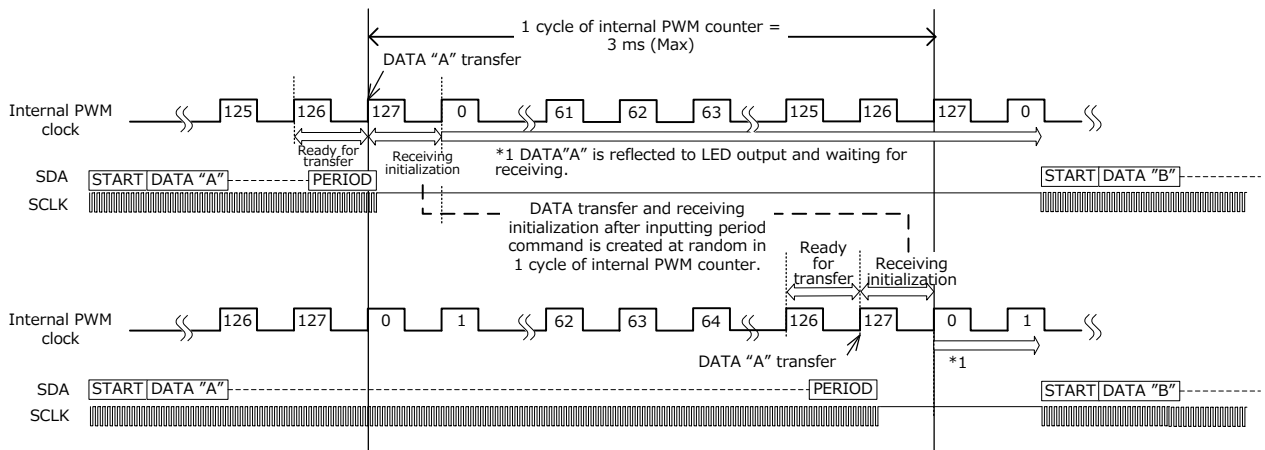 1 cycle of internal PWM counter =
3 ms (Max)
DATA “A” transfer
Internal PWM
clock
125 126 127 0 61 62 63 125 126 127 0
Ready for
transfer
Receiving
initialization
*1 DATA”A” is reflected to LED output and waiting for
receiving.
SDA START DATA “A” PERIOD START DATA ”B”
SCLK
DATA transfer and receiving
initialization after inputting period
command is created at random in
1 cycle of internal PWM counter.
Ready
for
transfer
Receiving
initialization
Internal PWM
clock
126 127 0 1 62 63 64 126 127 0 1
DATA “A” transfer
*1
SDA START DATA ”A” PERIOD START DATA ”B”
SCLK